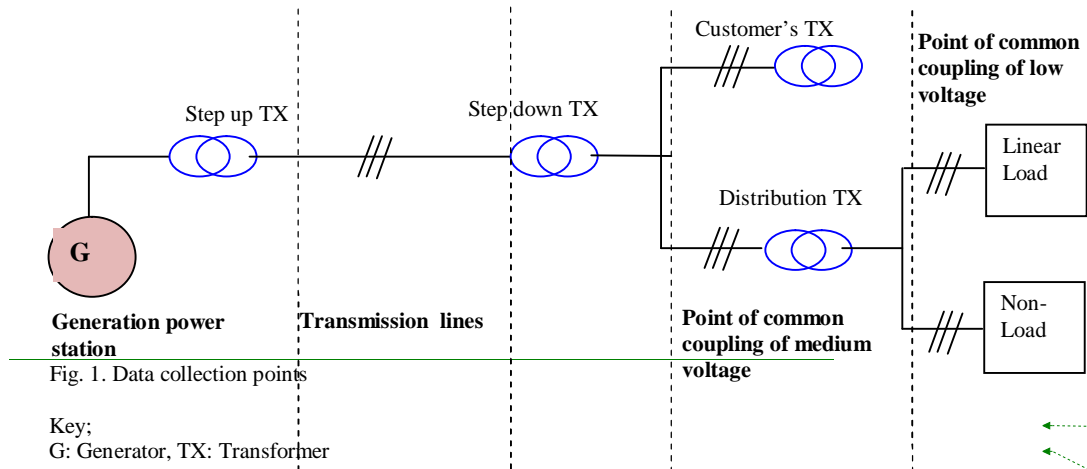 Customer's TX
Point of common
coupling of low
voltage
Step up TX
Step down TX
Linear
Load
Distribution TX
G
Non-
Load
Generation power
station
Transmission lines
Point of common
coupling of medium
voltage
Fig. 1. Data collection points
Key;
G: Generator, TX: Transformer